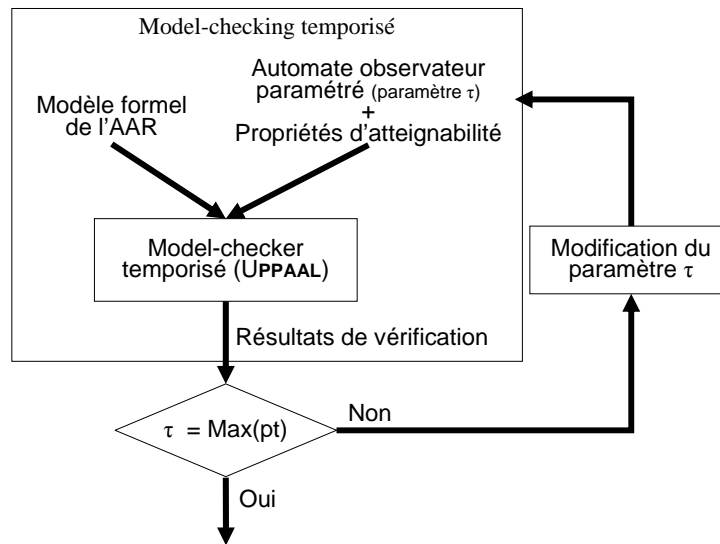 Model-checking temporisé
Modèle formel
de l'AAR
Automate observateur
paramétré (paramètre τ)
+
Propriétés d'atteignabilité
Model-checker
temporisé (UPPAAL)
Modification du
paramètre τ
Résultats de vérification
τ = Max(pt)
Non
Oui